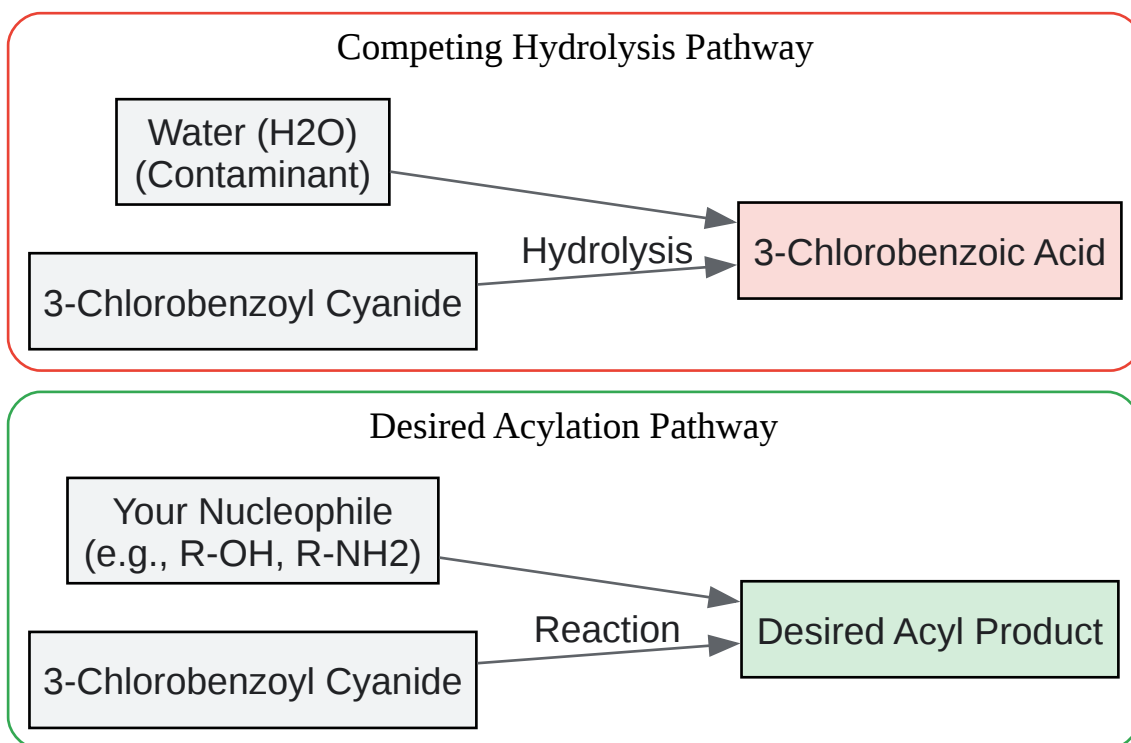 Competing Hydrolysis Pathway
Water (H2O)
(Contaminant)
Hydrolysis
3-Chlorobenzoic Acid
3-Chlorobenzoyl Cyanide
Desired Acylation Pathway
Your Nucleophile
(e.g., R-OH, R-NH2)
Reaction
Desired Acyl Product
3-Chlorobenzoyl Cyanide